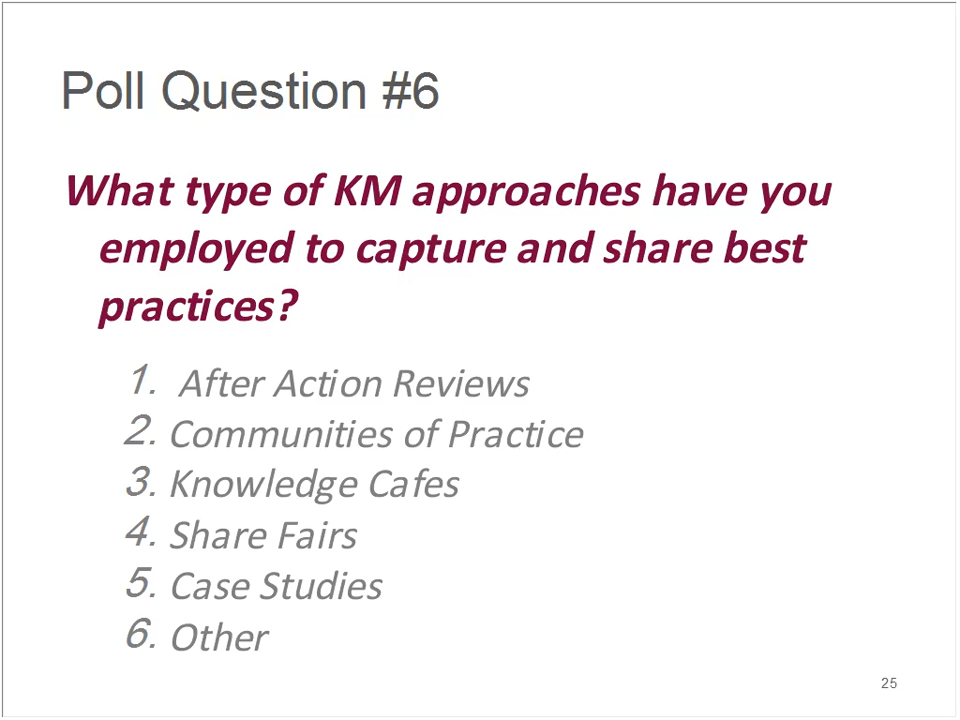 Poll Question #6
What type of KM approaches have you
employed to capture and share best
practices?
1. After Action Reviews
2. Communities of Practice
3. Knowledge Cafes
4. Share Fairs
5. Case Studies
6. Other
25